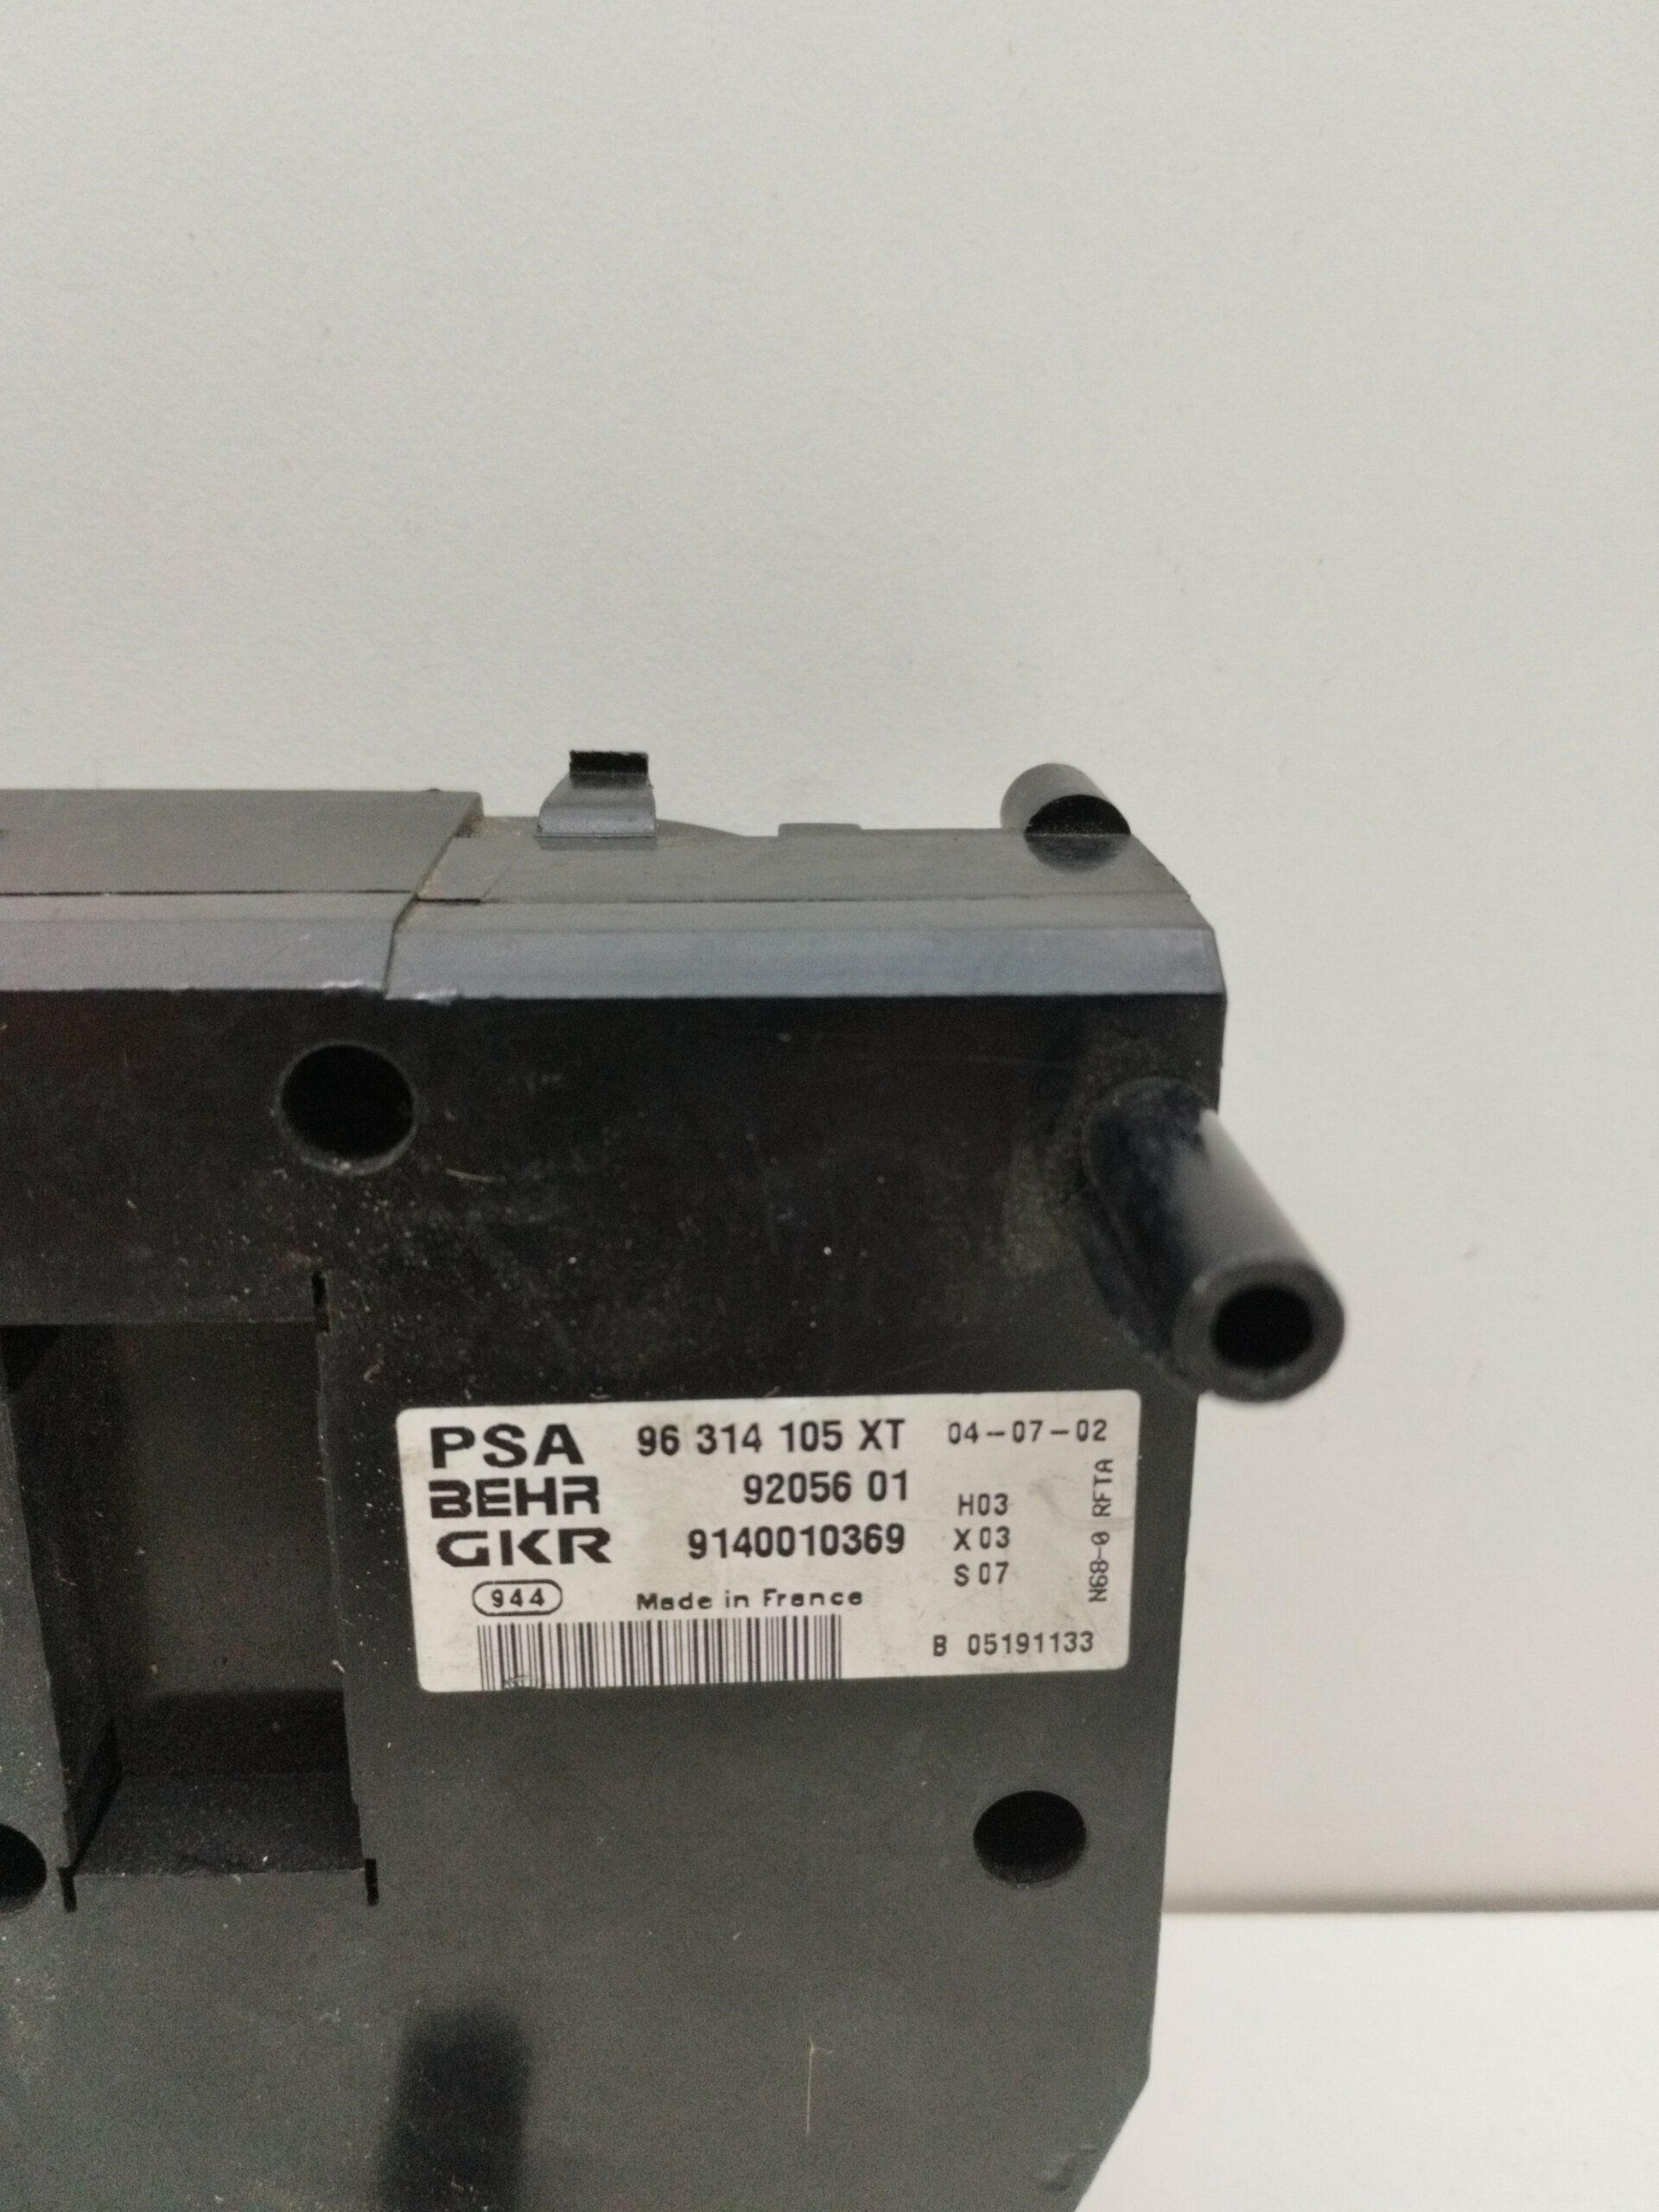 PSA 96 314 105 XT 04-07-02
BEHR 92056 01 H03
GKR 9140010369 X03
944 Made in France S07
B 05191133
N68-0 RFTA